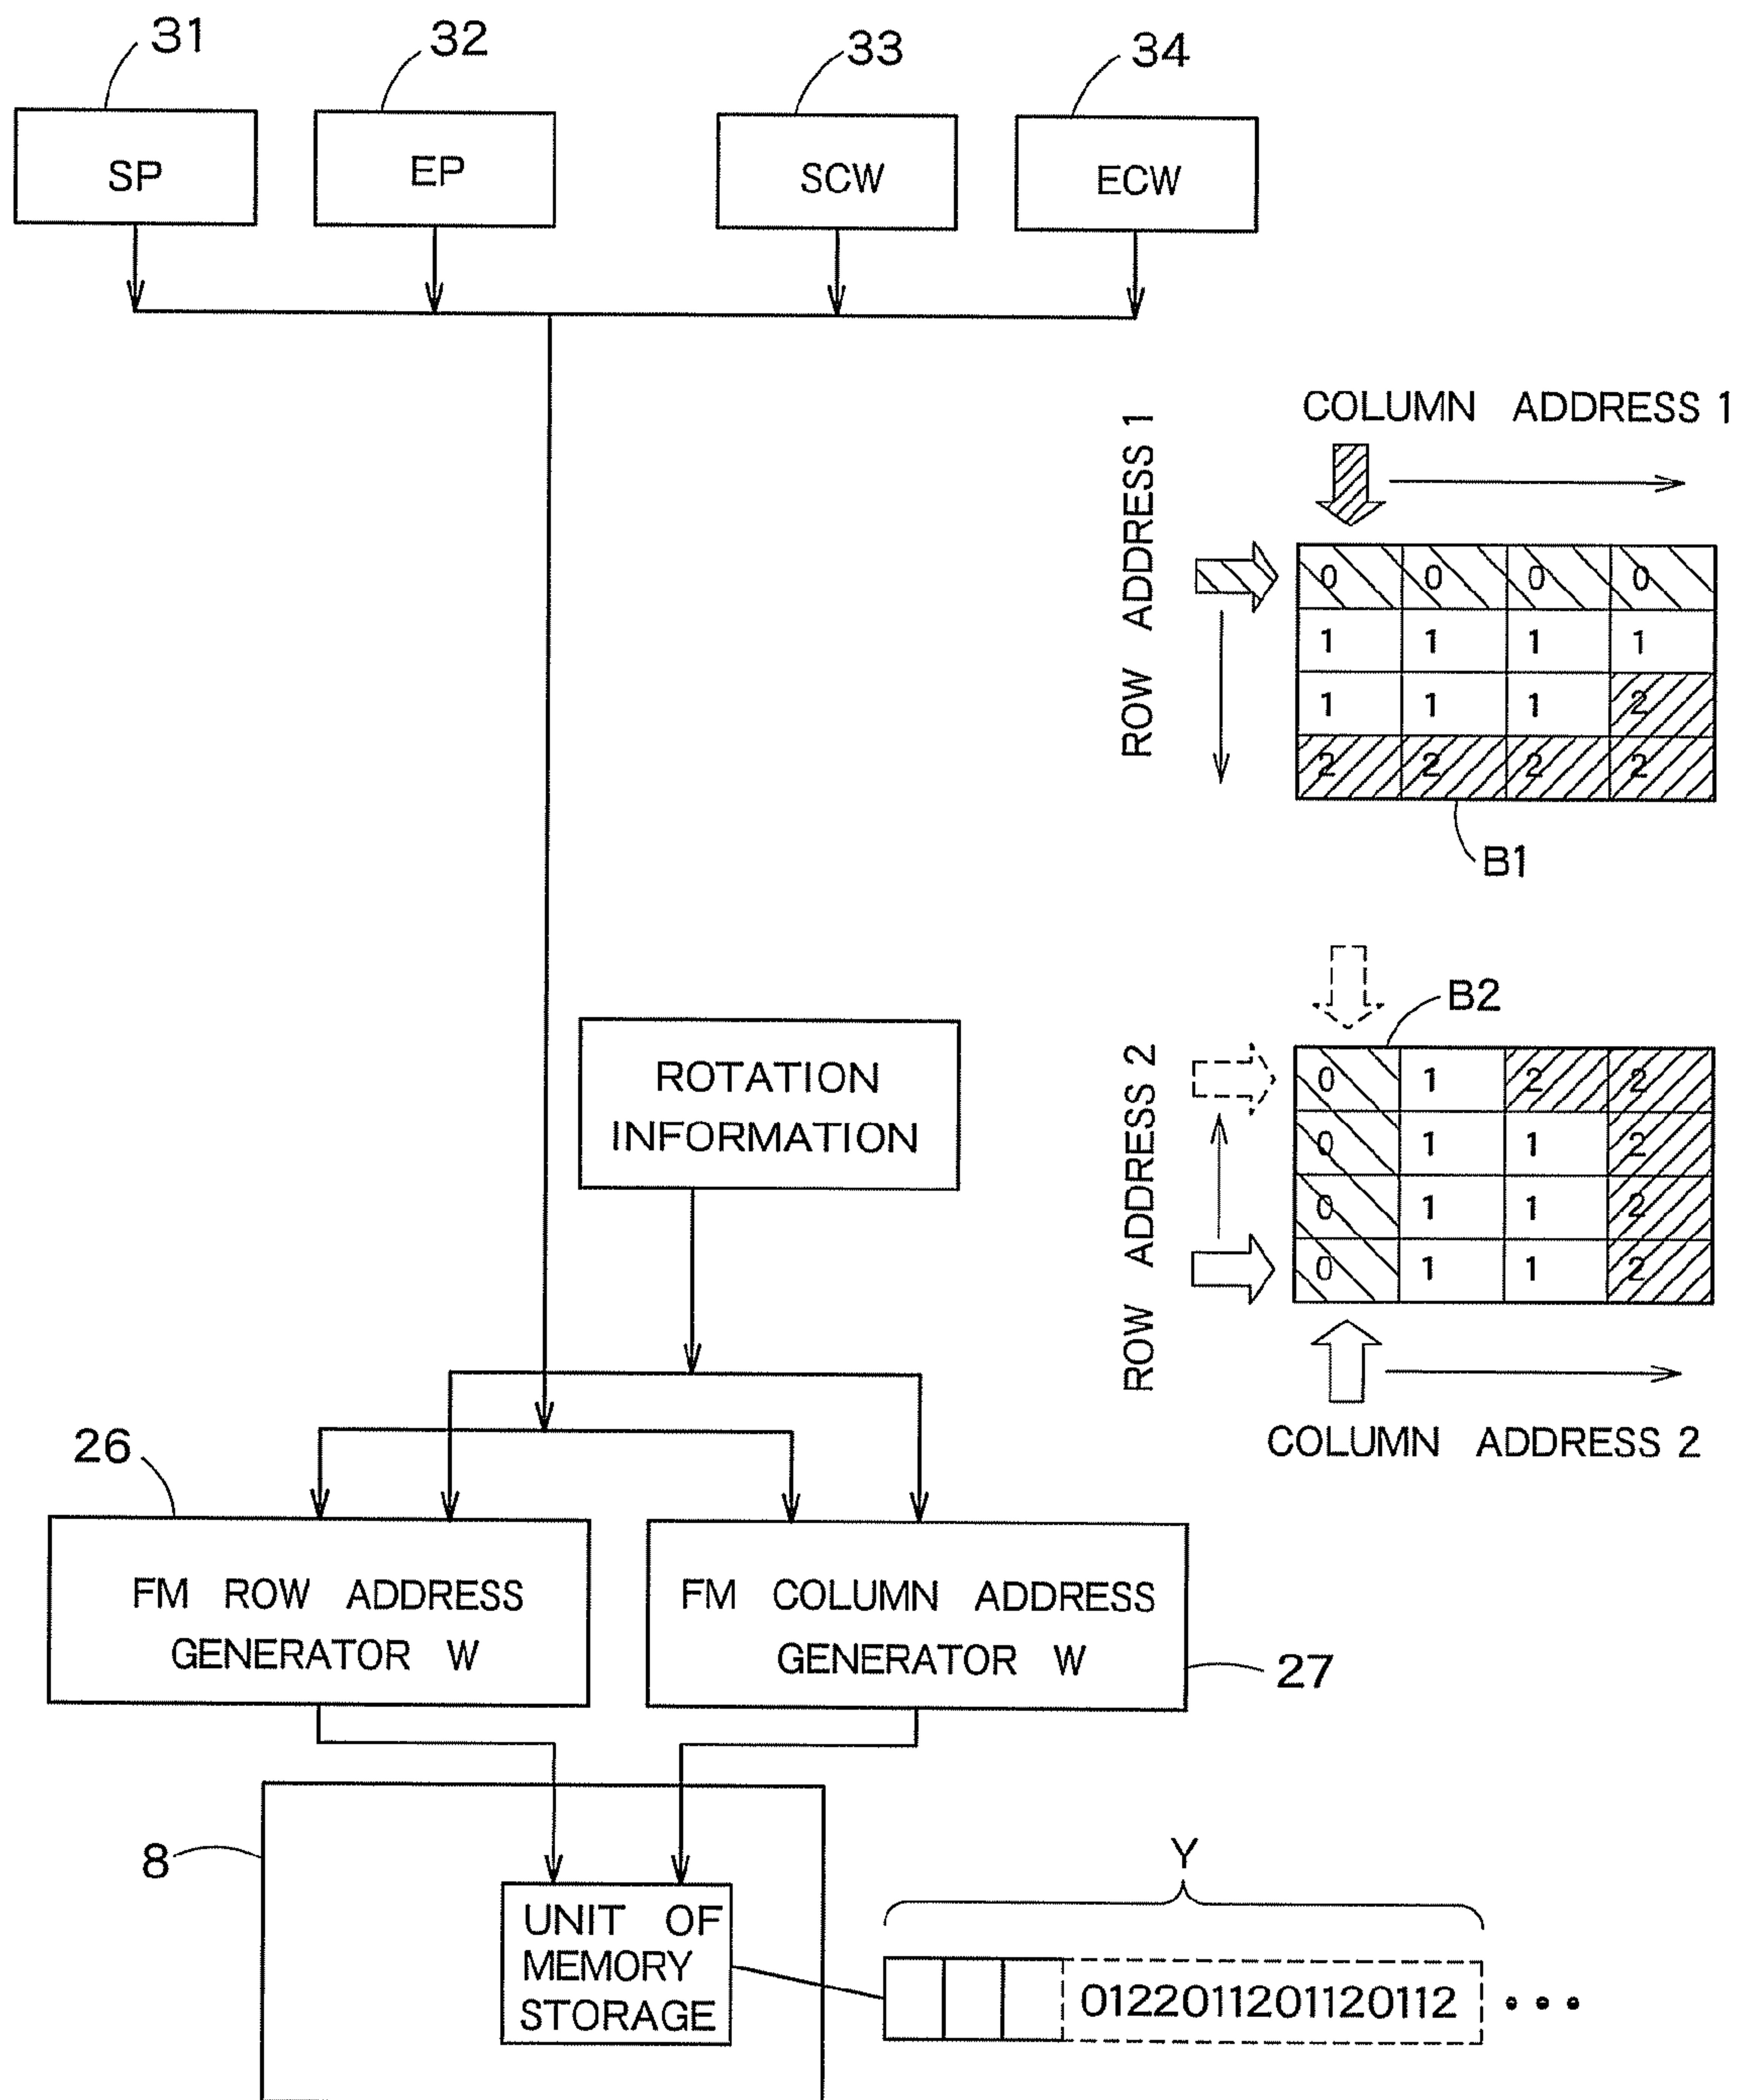 31
32
33
34
SP
EP
SCW
ECW
COLUMN ADDRESS 1
ROW ADDRESS 1
0 0 0 0
1 1 1 1
1 1 1 2
2 2 2 2
B1
B2
ROTATION
INFORMATION
ROW ADDRESS 2
0 1 2 2
0 1 1 2
0 1 1 2
0 1 1 2
COLUMN ADDRESS 2
26
FM ROW ADDRESS
GENERATOR W
FM COLUMN ADDRESS
GENERATOR W
27
8
UNIT OF
MEMORY
STORAGE
Y
0122011201120112 •••